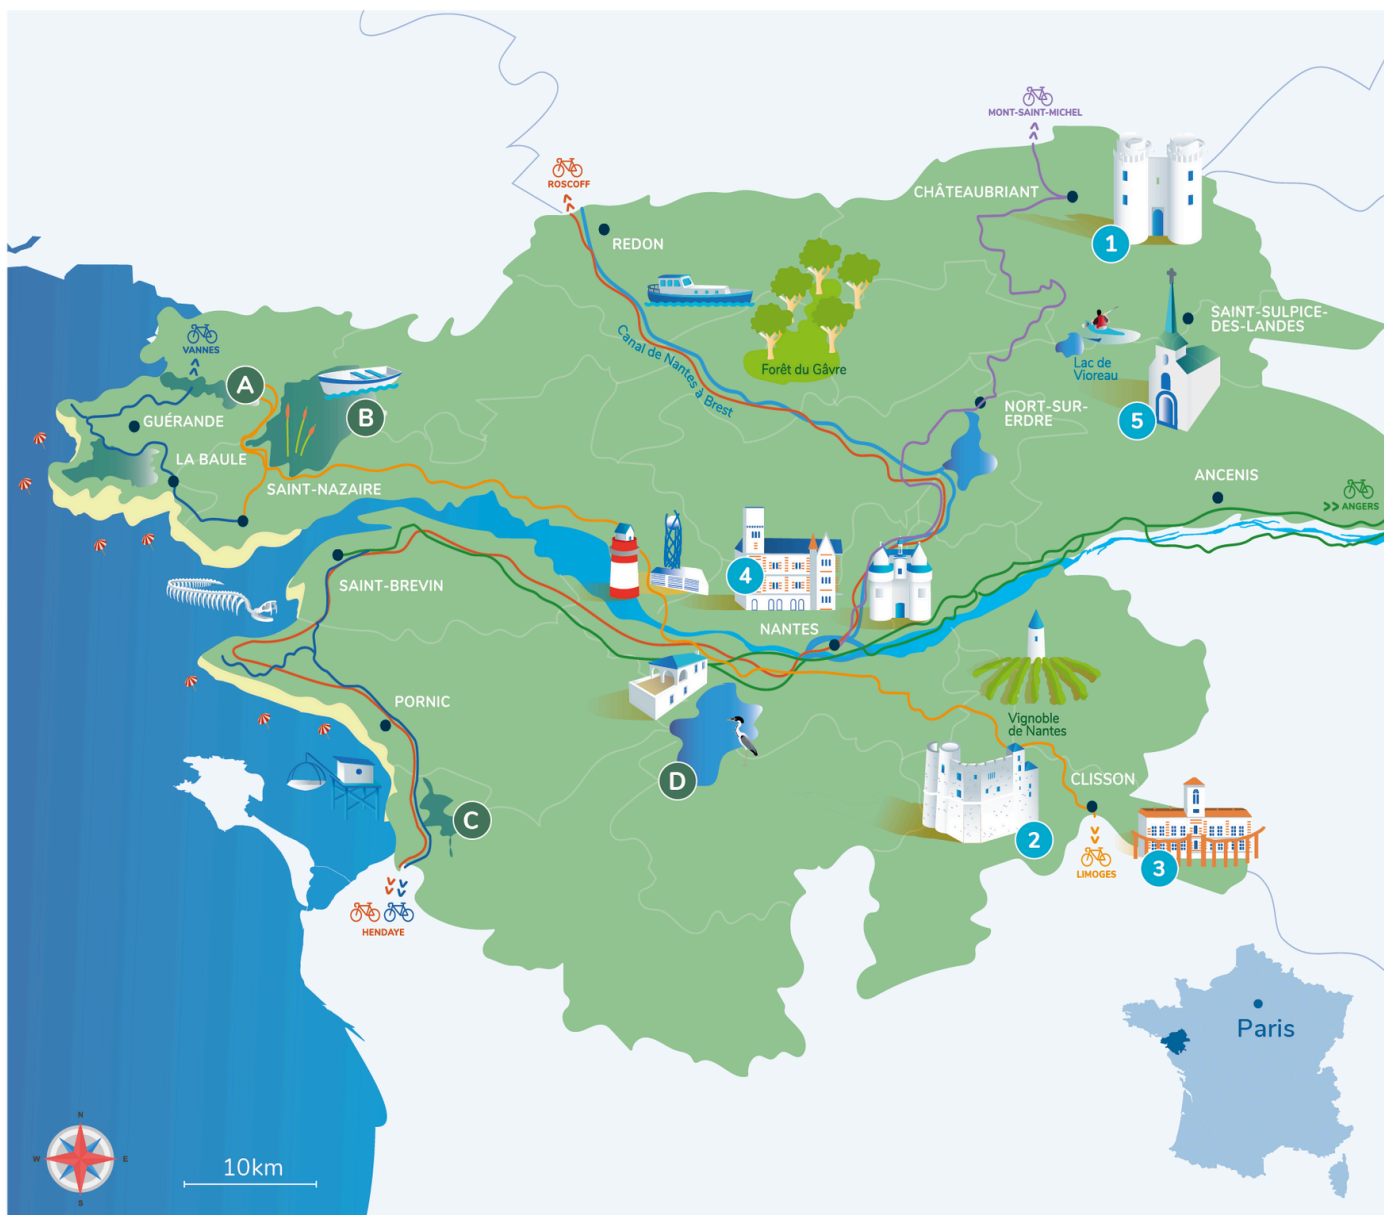 MONT-SAINT-MICHEL
ROSCOFF
CHÂTEAUBRIANT
1
REDON
SAINT-SULPICE-
DES-LANDES
Canal de Nantes à Brest
VANNES
Forêt du Gâvre
Lac de
Vioreau
A
B
GUÉRANDE
NORT-SUR-
ERDRE
5
LA BAULE
SAINT-NAZAIRE
ANCENIS
>> ANGERS
SAINT-BREVIN
4
NANTES
PORNIC
Vignoble
de Nantes
D
CLISSON
C
2
3
LIMOGES
HENDAYE
Paris
N
W
E
S
10km